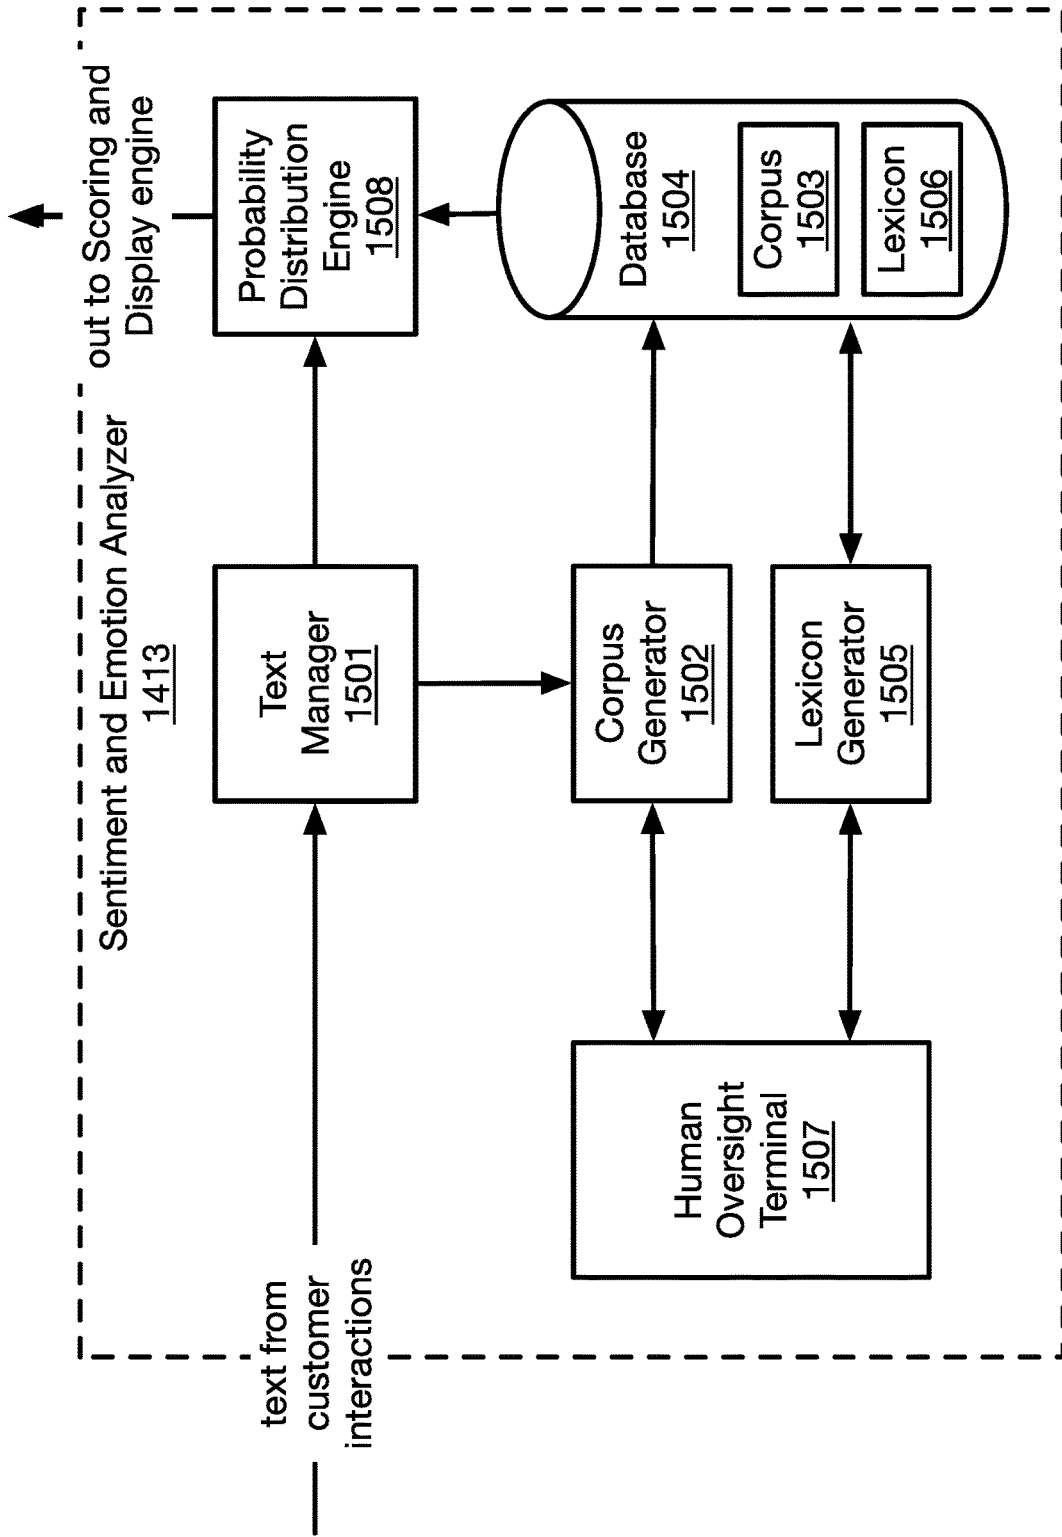 Sentiment and Emotion Analyzer
1413
out to Scoring and
Display engine
text from
customer
interactions
Text
Manager
1501
Probability
Distribution
Engine
1508
Human
Oversight
Terminal
1507
Corpus
Generator
1502
Lexicon
Generator
1505
Database
1504
Corpus
1503
Lexicon
1506